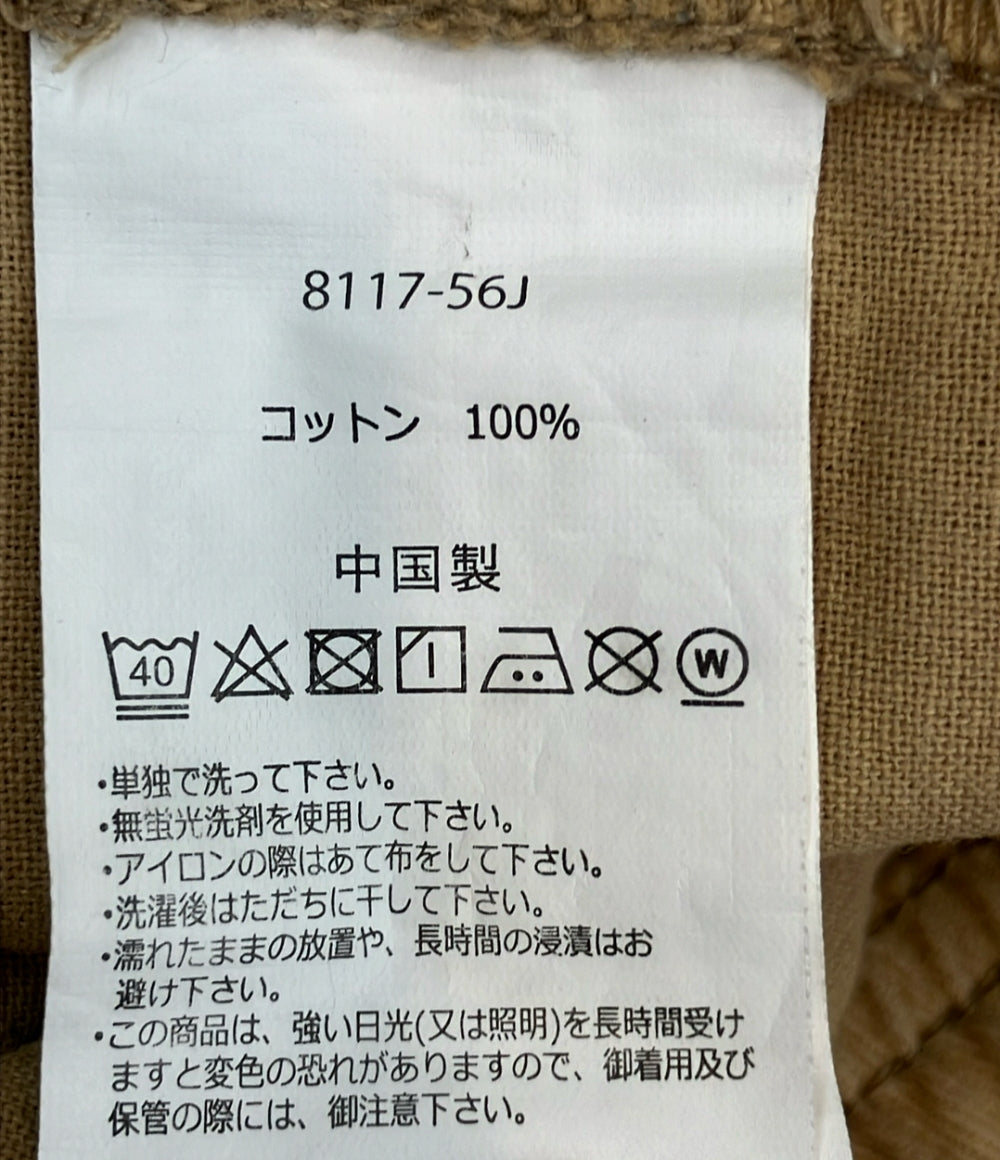 8117-56J
コットン 100%
中国製
40 W
・単独で洗って下さい。
・無蛍光洗剤を使用して下さい。
・アイロンの際はあて布をして下さい。
・洗濯後はただちに干して下さい。
・濡れたままの放置や、長時間の浸漬はお
避け下さい。
・この商品は、強い日光(又は照明)を長時間受け
ますと変色の恐れがありますので、御着用及び
保管の際には、御注意下さい。